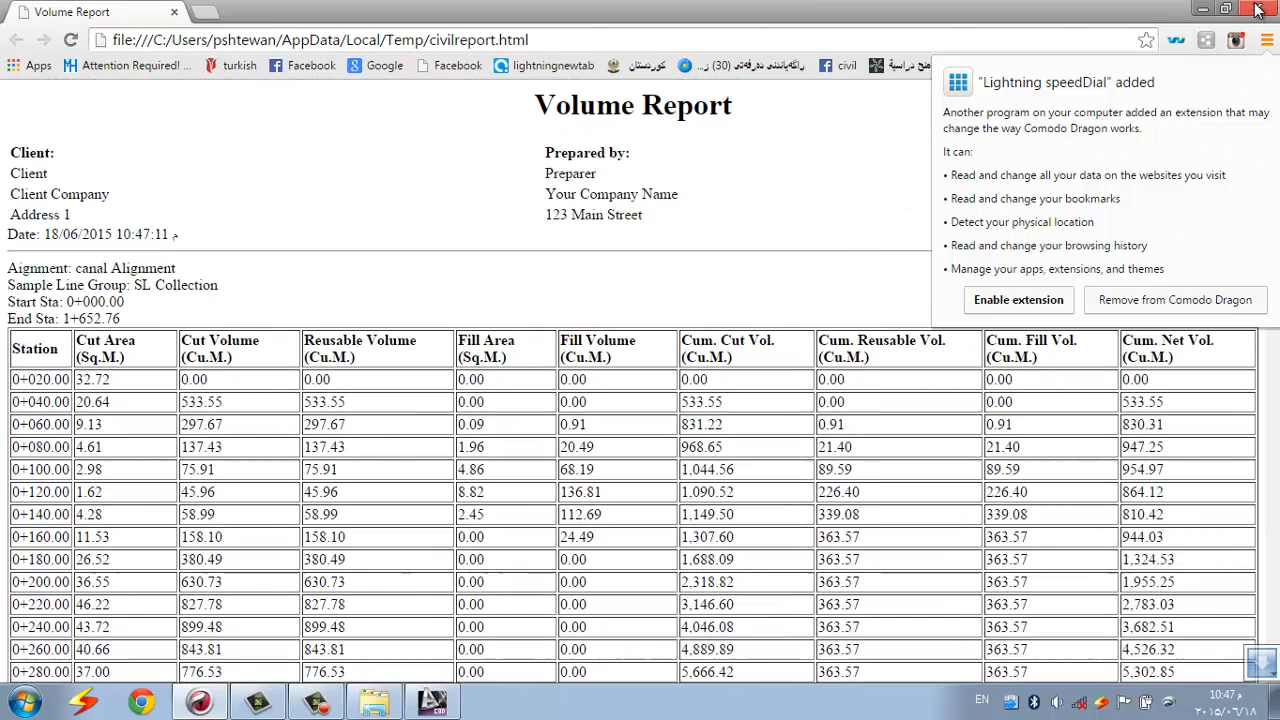 Volume Report
file:///C:/Users/pshtewan/AppData/Local/Temp/civilreport.html
Apps Attention Required! ... turkish Facebook Google Facebook lightningnewtab كوردستان civil
"Lightning speedDial" added
Another program on your computer added an extension that may
change the way Comodo Dragon works.
It can:
• Read and change all your data on the websites you visit
• Read and change your bookmarks
• Detect your physical location
• Read and change your browsing history
• Manage your apps, extensions, and themes
Enable extension Remove from Comodo Dragon
Volume Report
Client: Prepared by:
Client Preparer
Client Company Your Company Name
Address 1 123 Main Street
Date: 18/06/2015 10:47:11 م
Aignment: canal Alignment
Sample Line Group: SL Collection
Start Sta: 0+000.00
End Sta: 1+652.76
Station Cut Area (Sq.M.) Cut Volume (Cu.M.) Reusable Volume (Cu.M.) Fill Area (Sq.M.) Fill Volume (Cu.M.) Cum. Cut Vol. (Cu.M.) Cum. Reusable Vol. (Cu.M.) Cum. Fill Vol. (Cu.M.) Cum. Net Vol. (Cu.M.)
0+020.00 32.72 0.00 0.00 0.00 0.00 0.00 0.00 0.00 0.00
0+040.00 20.64 533.55 533.55 0.00 0.00 533.55 0.00 0.00 533.55
0+060.00 9.13 297.67 297.67 0.09 0.91 831.22 0.91 0.91 830.31
0+080.00 4.61 137.43 137.43 1.96 20.49 968.65 21.40 21.40 947.25
0+100.00 2.98 75.91 75.91 4.86 68.19 1,044.56 89.59 89.59 954.97
0+120.00 1.62 45.96 45.96 8.82 136.81 1,090.52 226.40 226.40 864.12
0+140.00 4.28 58.99 58.99 2.45 112.69 1,149.50 339.08 339.08 810.42
0+160.00 11.53 158.10 158.10 0.00 24.49 1,307.60 363.57 363.57 944.03
0+180.00 26.52 380.49 380.49 0.00 0.00 1,688.09 363.57 363.57 1,324.53
0+200.00 36.55 630.73 630.73 0.00 0.00 2,318.82 363.57 363.57 1,955.25
0+220.00 46.22 827.78 827.78 0.00 0.00 3,146.60 363.57 363.57 2,783.03
0+240.00 43.72 899.48 899.48 0.00 0.00 4,046.08 363.57 363.57 3,682.51
0+260.00 40.66 843.81 843.81 0.00 0.00 4,889.89 363.57 363.57 4,526.32
0+280.00 37.00 776.53 776.53 0.00 0.00 5,666.42 363.57 363.57 5,302.85
EN 10:47 م
٢٠١٥/٠٦/١٨